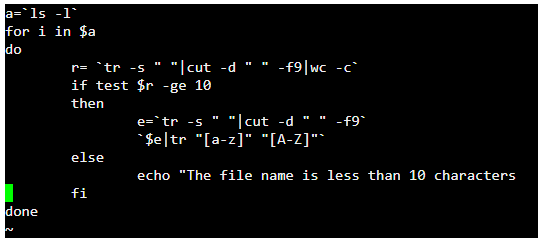 a=`ls -l`
for i in $a
do
        r= `tr -s " "|cut -d " " -f9|wc -c`
        if test $r -ge 10
        then
                e=`tr -s " "|cut -d " " -f9`
                `$e|tr "[a-z]" "[A-Z]"`
        else
                echo "The file name is less than 10 characters
        fi
done
~